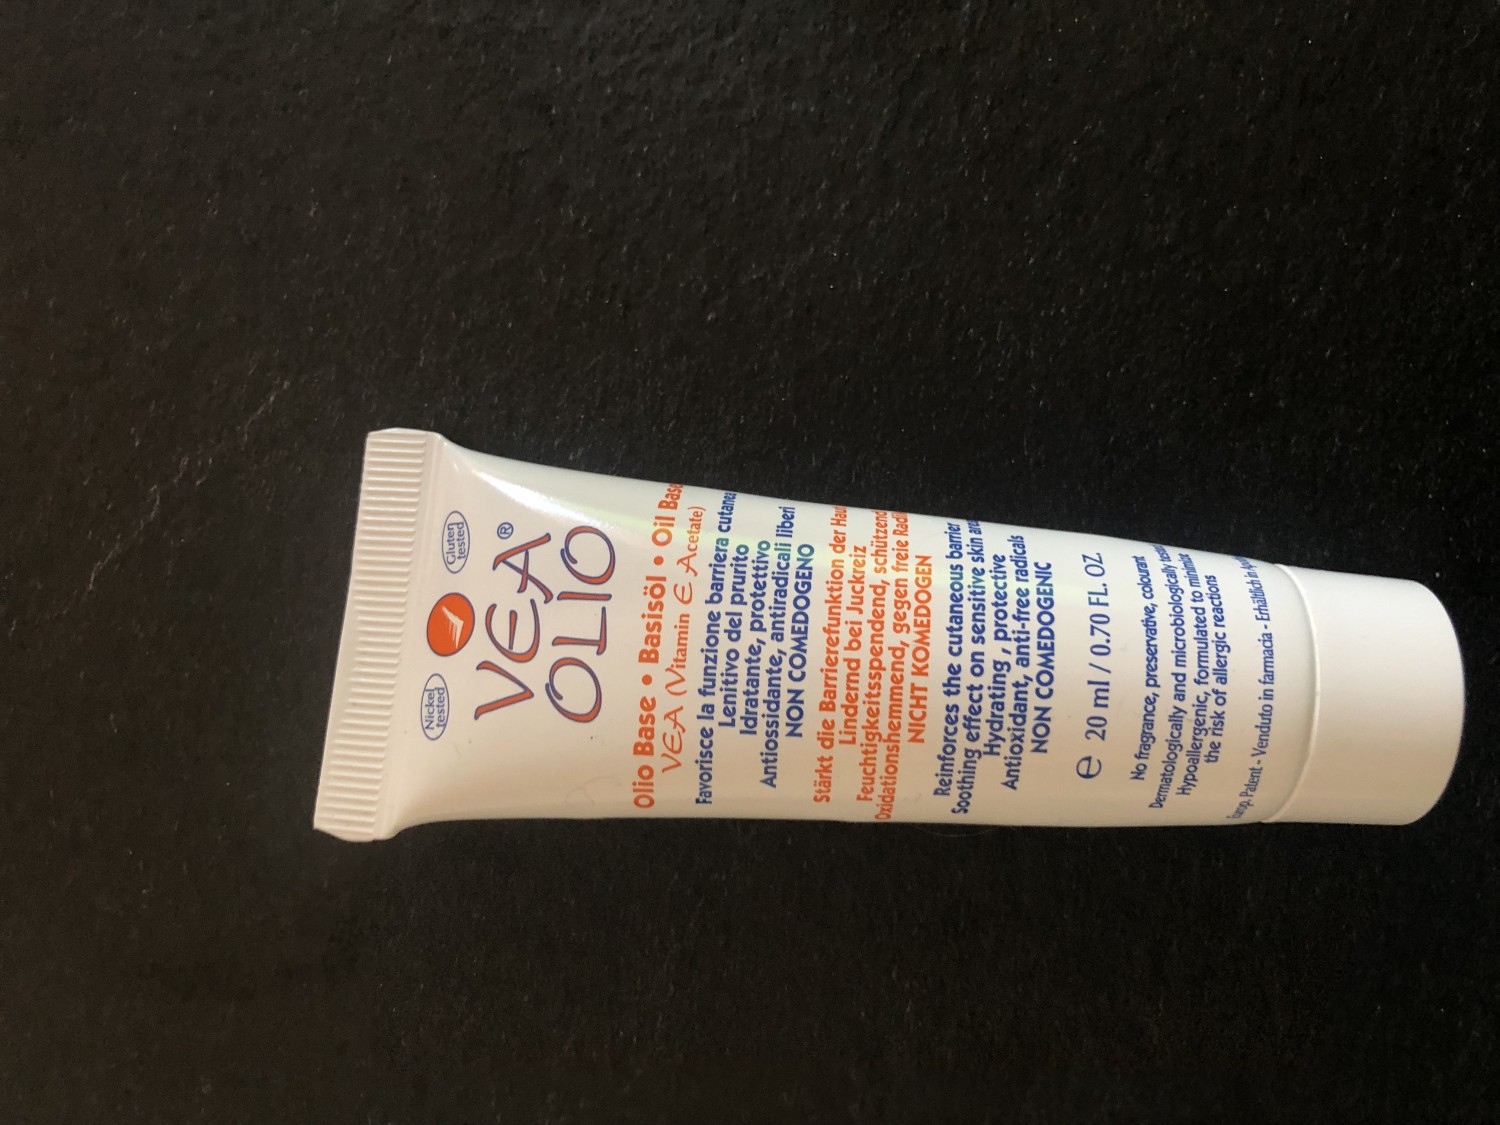 Nickel
tested
Gluten
tested
VEA®
OLIO
Olio Base • Basisöl • Oil Base
VEA (Vitamin E Acetate)
Favorisce la funzione barriera cutanea
Lenitivo del prurito
Idratante, protettivo
Antiossidante, antiradicali liberi
NON COMEDOGENO
Stärkt die Barrierefunktion der Haut
Lindernd bei Juckreiz
Feuchtigkeitsspendend, schützend
Oxidationshemmend, gegen freie Radi
NICHT KOMEDOGEN
Reinforces the cutaneous barrier
Soothing effect on sensitive skin area
Hydrating , protective
Antioxidant, anti-free radicals
NON COMEDOGENIC
e 20 ml / 0.70 FL. OZ.
No fragrance, preservative, colourant
Dermatologically and microbiologically tested
Hypoallergenic, formulated to minimize
the risk of allergic reactions
Europ. Patent - Venduto in farmacia - Erhältlich in